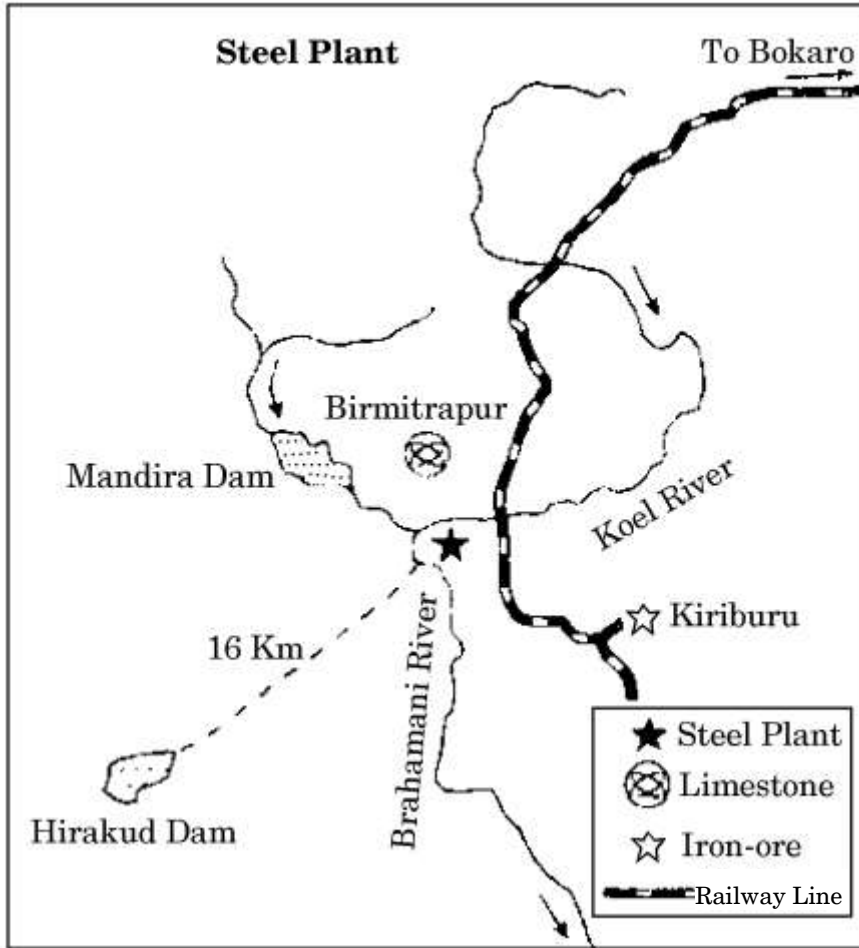 Steel Plant
To Bokaro
Birmitrapur
Mandira Dam
Koel River
Kiriburu
16 Km
Brahamani River
Hirakud Dam
Steel Plant
Limestone
Iron-ore
Railway Line